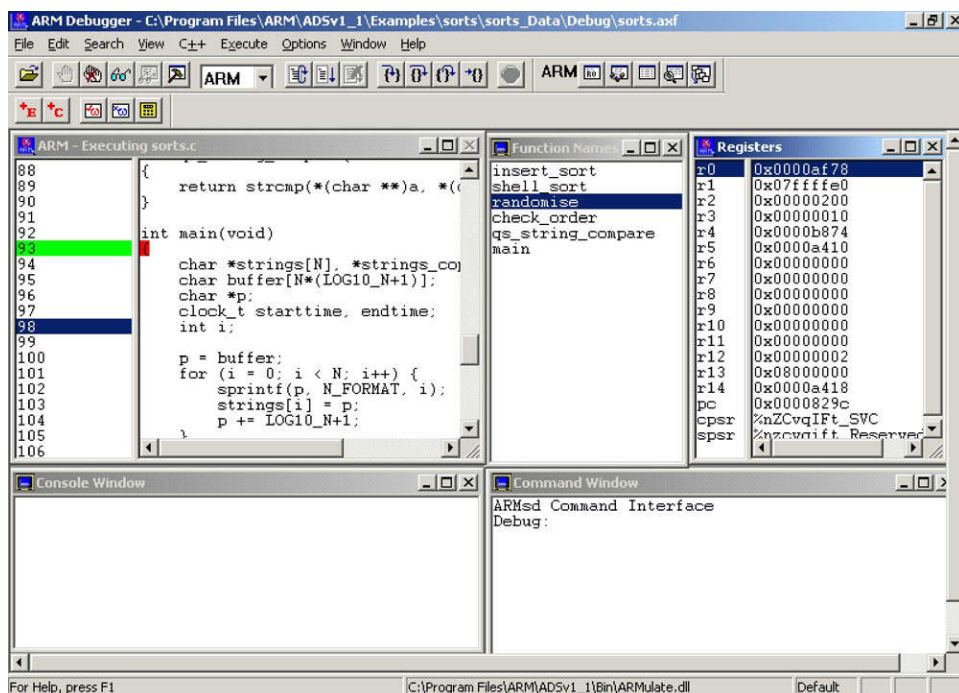 ARM Debugger - C:\Program Files\ARM\ADSv1_1\Examples\sorts\sorts_Data\Debug\sorts.axf
File Edit Search View C++ Execute Options Window Help
ARM
ARM
ARM - Executing sorts.c
88 {
89 return strcmp(*(char **)a, *(
90 }
91
92 int main(void)
93 {
94 char *strings[N], *strings_co
95 char buffer[N*(LOG10_N+1)];
96 char *p;
97 clock_t starttime, endtime;
98 int i;
99
100 p = buffer;
101 for (i = 0; i < N; i++) {
102 sprintf(p, N_FORMAT, i);
103 strings[i] = p;
104 p += LOG10_N+1;
105 }
106
Function Names
insert_sort
shell_sort
randomise
check_order
qs_string_compare
main
Registers
r0 0x0000af78
r1 0x07ffffe0
r2 0x00000200
r3 0x00000010
r4 0x0000b874
r5 0x0000a410
r6 0x00000000
r7 0x00000000
r8 0x00000000
r9 0x00000000
r10 0x00000000
r11 0x00000000
r12 0x00000002
r13 0x08000000
r14 0x0000a418
pc 0x0000829c
cpsr %nZCvqIFt_SVC
spsr %nzcvqift_Reserved
Console Window
Command Window
ARMsd Command Interface
Debug:
For Help, press F1
C:\Program Files\ARM\ADSv1_1\Bin\ARMulate.dll
Default